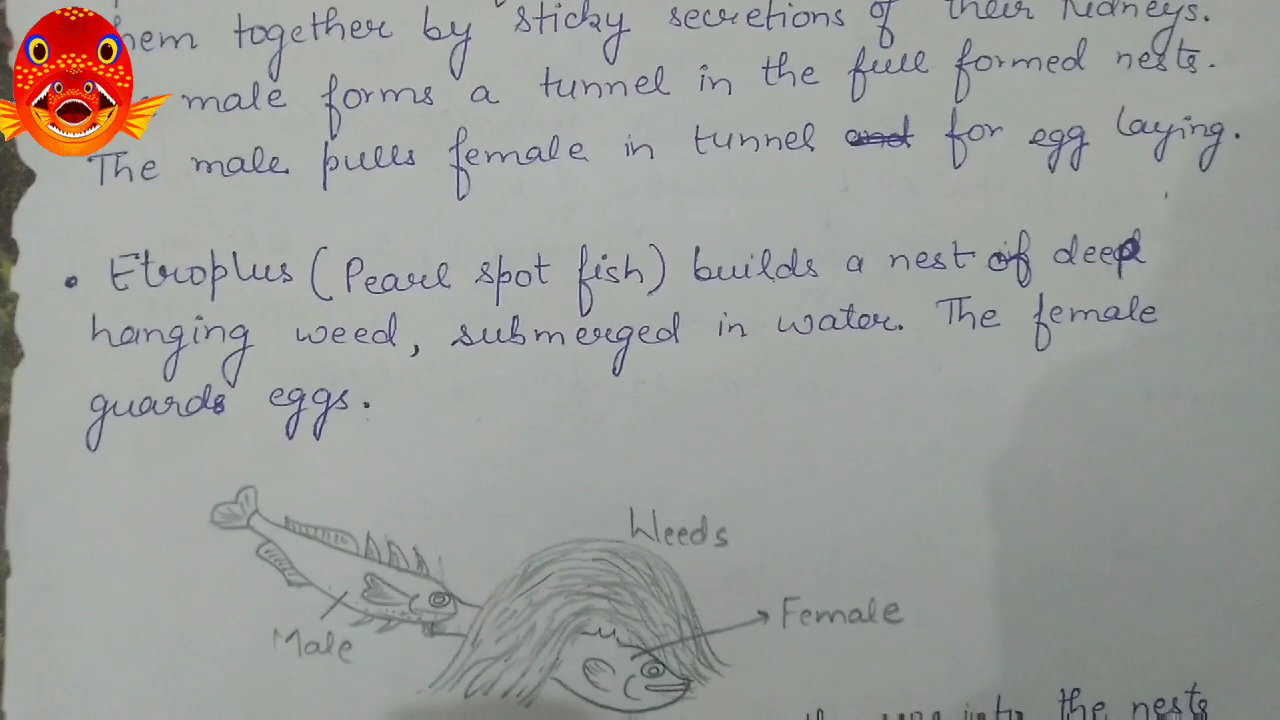 them together by sticky secretions of their kidneys.
male forms a tunnel in the full formed nests.
The male pulls female in tunnel and for egg laying.
• Etroplus (Pearl spot fish) builds a nest of deep
hanging weed, submerged in water. The female
guards eggs.
Weeds
Female
Male
into the nests